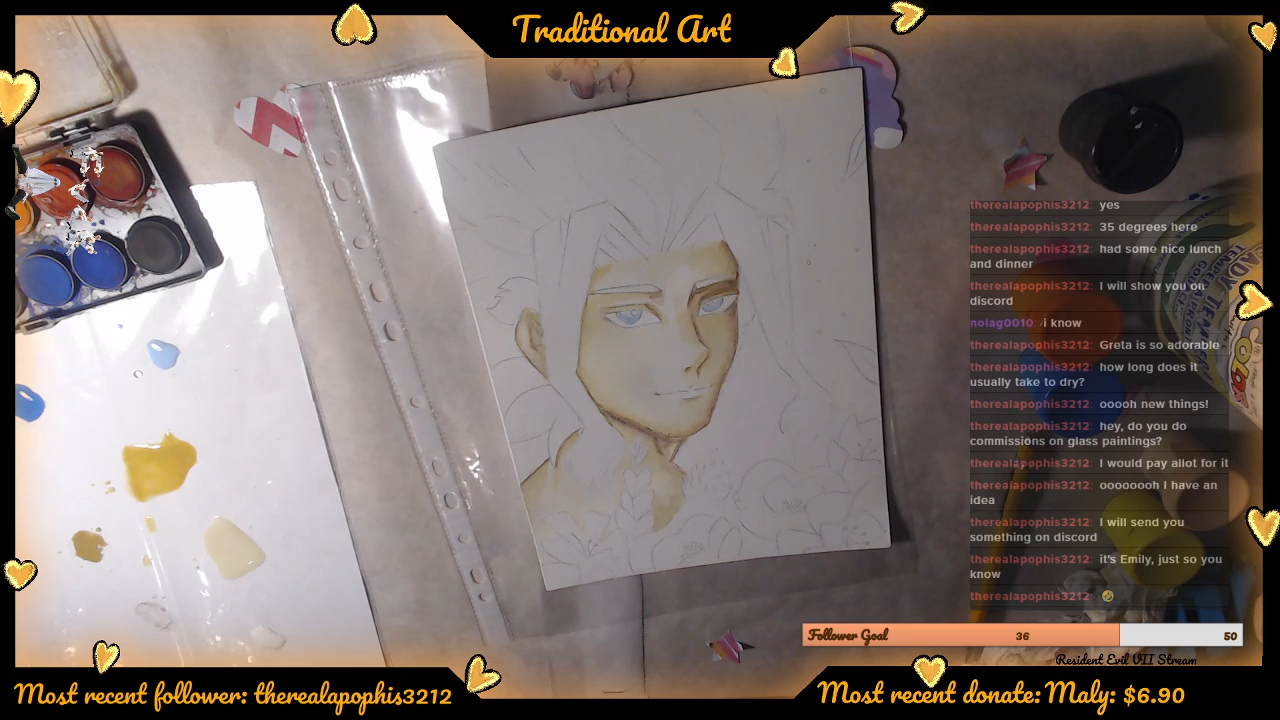 Traditional Art
therealapophis3212: yes
therealapophis3212: 35 degrees here
therealapophis3212: had some nice lunch
and dinner
therealapophis3212: I will show you on
discord
nolag0010: i know
therealapophis3212: Greta is so adorable
therealapophis3212: how long does it
usually take to dry?
therealapophis3212: ooooh new things!
therealapophis3212: hey, do you do
commissions on glass paintings?
therealapophis3212: I would pay allot for it
therealapophis3212: oooooooh I have an
idea
therealapophis3212: I will send you
something on discord
therealapophis3212: it's Emily, just so you
know
therealapophis3212: 🤣
Follower Goal 36 50
Resident Evil VII Stream
Most recent follower: therealapophis3212
Most recent donate: Maly: $6.90